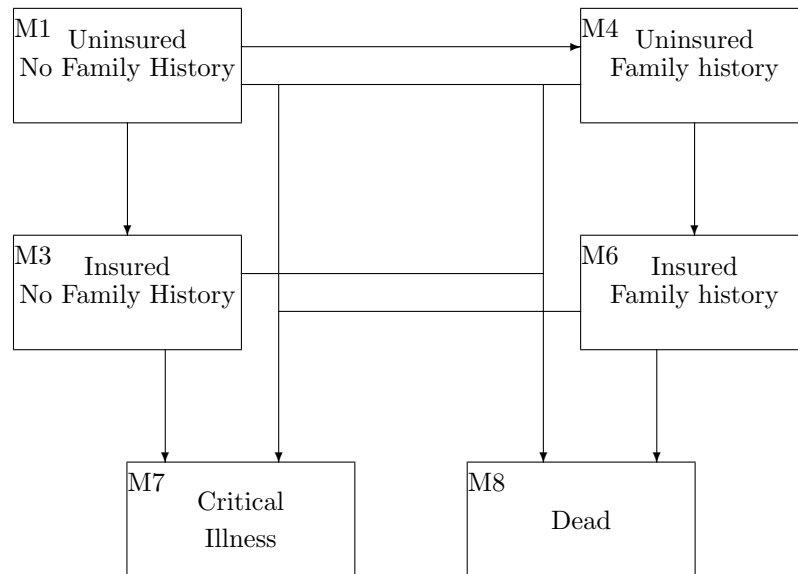 M1
Uninsured
No Family History
M4
Uninsured
Family history
M3
Insured
No Family History
M6
Insured
Family history
M7
Critical
Illness
M8
Dead